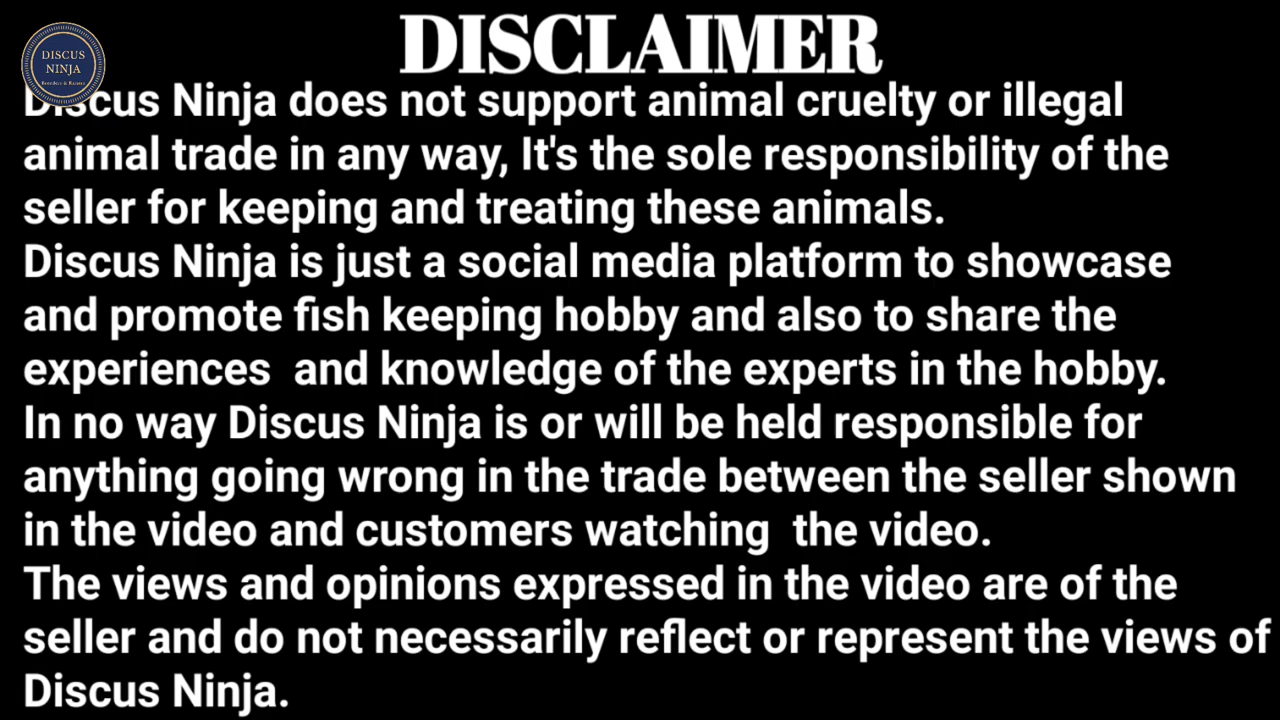 DISCLAIMER
DISCUS
NINJA
Discus Ninja does not support animal cruelty or illegal
animal trade in any way, It's the sole responsibility of the
seller for keeping and treating these animals.
Discus Ninja is just a social media platform to showcase
and promote fish keeping hobby and also to share the
experiences  and knowledge of the experts in the hobby.
In no way Discus Ninja is or will be held responsible for
anything going wrong in the trade between the seller shown
in the video and customers watching  the video.
The views and opinions expressed in the video are of the
seller and do not necessarily reflect or represent the views of
Discus Ninja.